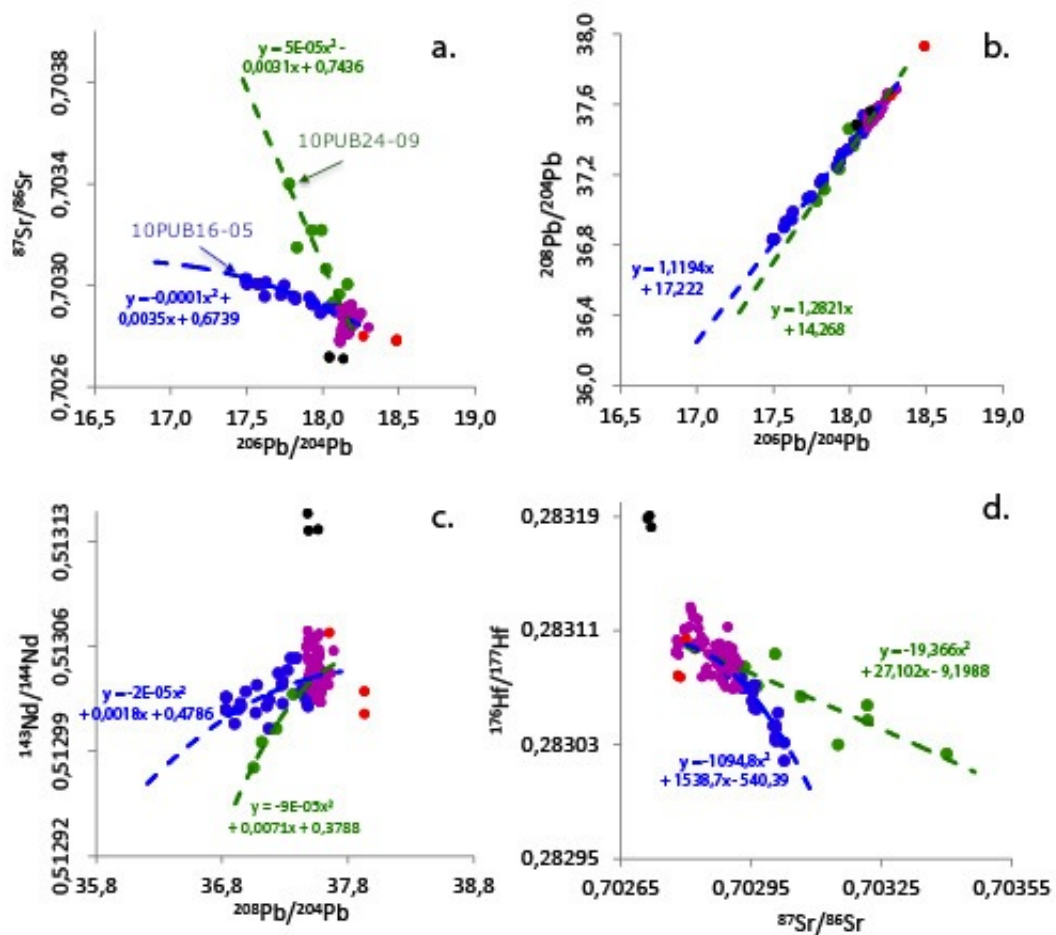 a.
y = 5E-05x² -
0,0031x + 0,7436
10PUB24-09
10PUB16-05
y = -0,0001x² +
0,0035x + 0,6739
0,7038
0,7034
0,7030
0,7026
⁸⁷Sr/⁸⁶Sr
16,5 17,0 17,5 18,0 18,5 19,0
²⁰⁶Pb/²⁰⁴Pb
b.
38,0
37,6
37,2
36,8
36,4
36,0
²⁰⁸Pb/²⁰⁴Pb
y = 1,1194x
+ 17,222
y = 1,2821x
+ 14,268
16,5 17,0 17,5 18,0 18,5 19,0
²⁰⁶Pb/²⁰⁴Pb
c.
0,51313
0,51306
0,51299
0,51292
¹⁴³Nd/¹⁴⁴Nd
y = -2E-05x²
+ 0,0018x + 0,4786
y = -9E-05x²
+ 0,0071x + 0,3788
35,8 36,8 37,8 38,8
²⁰⁸Pb/²⁰⁴Pb
d.
0,28319
0,28311
0,28303
0,28295
¹⁷⁶Hf/¹⁷⁷Hf
y = -19,366x²
+ 27,102x - 9,1988
y = -1094,8x²
+ 1538,7x - 540,39
0,70265 0,70295 0,70325 0,70355
⁸⁷Sr/⁸⁶Sr